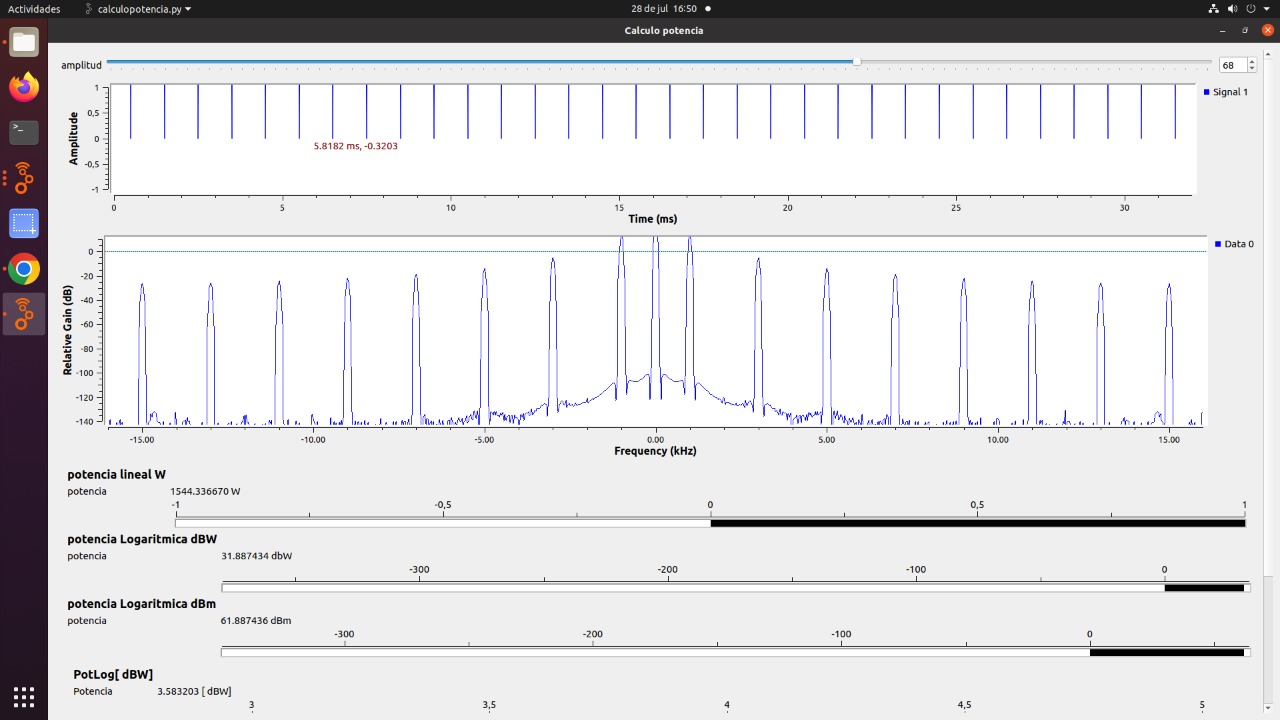 Actividades calculopotencia.py 28 de jul 16:50
Calculo potencia
amplitud 68
1
0,5
0
-0,5
-1
Amplitude
5.8182 ms, -0.3203
Signal 1
0 5 10 15 20 25 30
Time (ms)
0
-20
-40
-60
-80
-100
-120
-140
Relative Gain (dB)
Data 0
-15.00 -10.00 -5.00 0.00 5.00 10.00 15.00
Frequency (kHz)
potencia lineal W
potencia 1544.336670 W
-1 -0,5 0 0,5 1
potencia Logaritmica dBW
potencia 31.887434 dbW
-300 -200 -100 0
potencia Logaritmica dBm
potencia 61.887436 dBm
-300 -200 -100 0
PotLog[ dBW]
Potencia 3.583203 [ dBW]
3 3,5 4 4,5 5